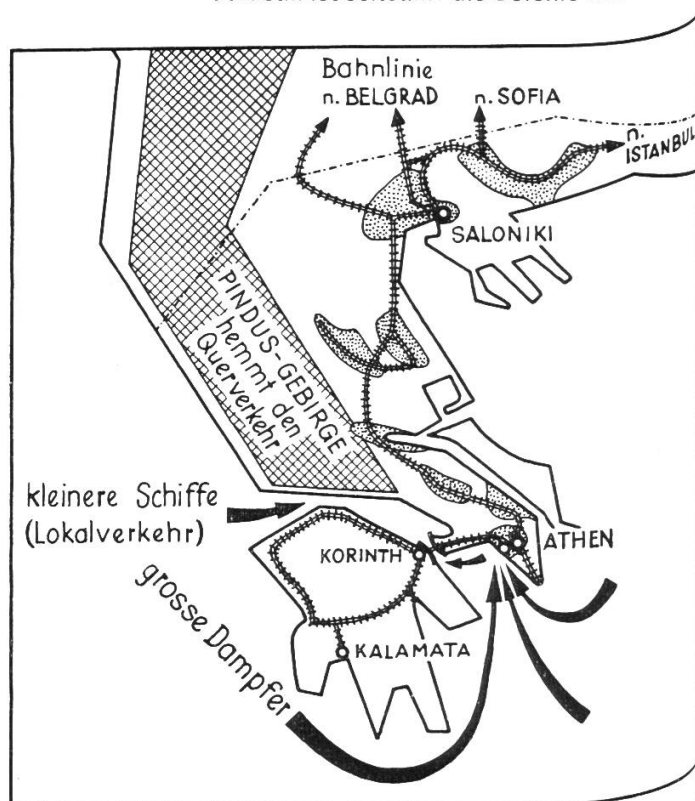 Bahnlinie
n. BELGRAD
n. SOFIA
n.
ISTANBUL
SALONIKI
PINDUS-GEBIRGE
hemmt den
Querverkehr
kleinere Schiffe
(Lokalverkehr)
KORINTH
ATHEN
grosse Dampfer
KALAMATA